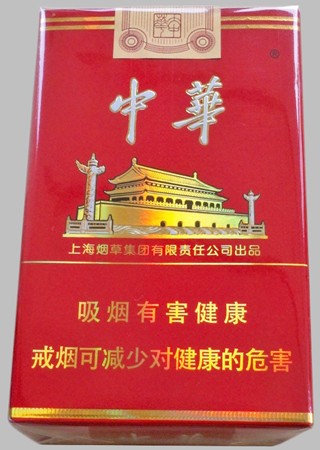 中華
上海烟草集团有限责任公司出品
吸烟有害健康
戒烟可减少对健康的危害